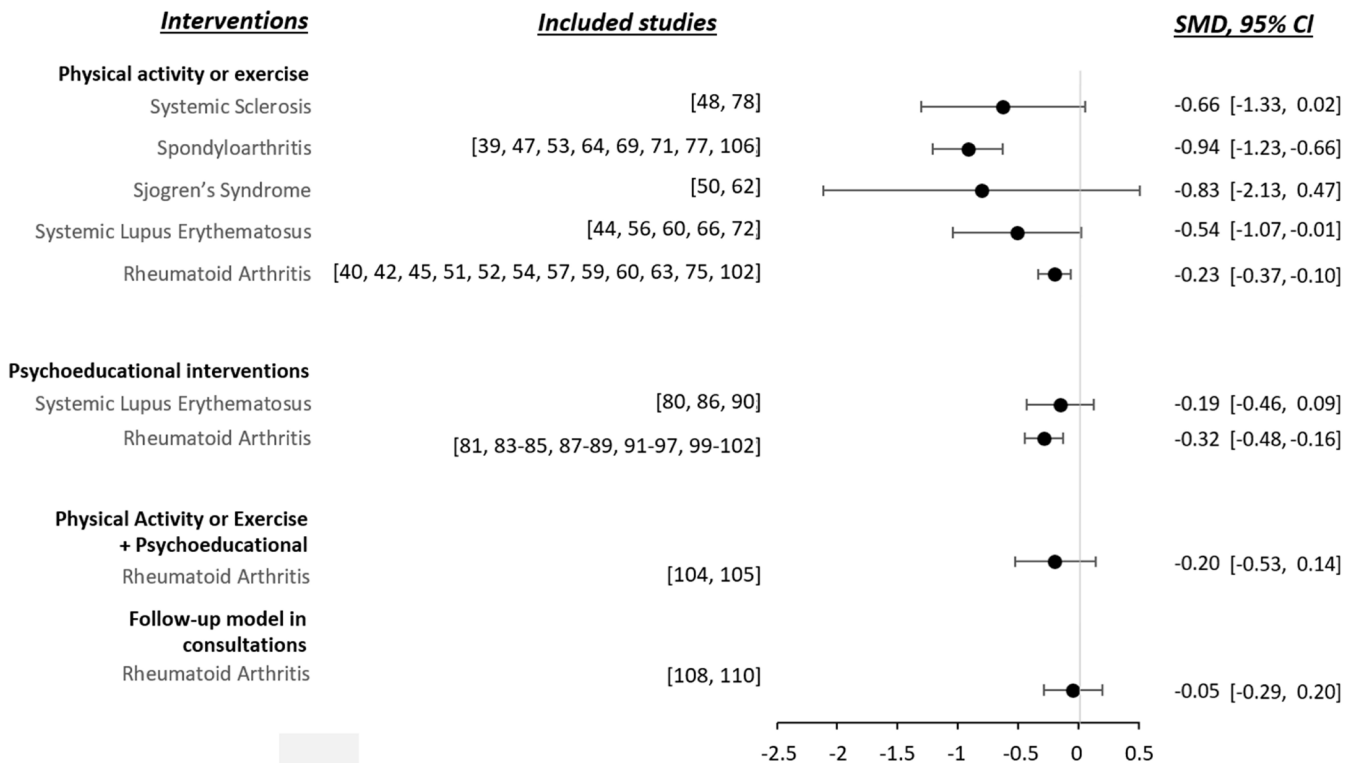 Interventions Included studies SMD, 95% CI
Physical activity or exercise
Systemic Sclerosis [48, 78] -0.66 [-1.33, 0.02]
Spondyloarthritis [39, 47, 53, 64, 69, 71, 77, 106] -0.94 [-1.23, -0.66]
Sjogren's Syndrome [50, 62] -0.83 [-2.13, 0.47]
Systemic Lupus Erythematosus [44, 56, 60, 66, 72] -0.54 [-1.07, -0.01]
Rheumatoid Arthritis [40, 42, 45, 51, 52, 54, 57, 59, 60, 63, 75, 102] -0.23 [-0.37, -0.10]
Psychoeducational interventions
Systemic Lupus Erythematosus [80, 86, 90] -0.19 [-0.46, 0.09]
Rheumatoid Arthritis [81, 83-85, 87-89, 91-97, 99-102] -0.32 [-0.48, -0.16]
Physical Activity or Exercise
+ Psychoeducational
Rheumatoid Arthritis [104, 105] -0.20 [-0.53, 0.14]
Follow-up model in
consultations
Rheumatoid Arthritis [108, 110] -0.05 [-0.29, 0.20]
-2.5 -2 -1.5 -1 -0.5 0 0.5